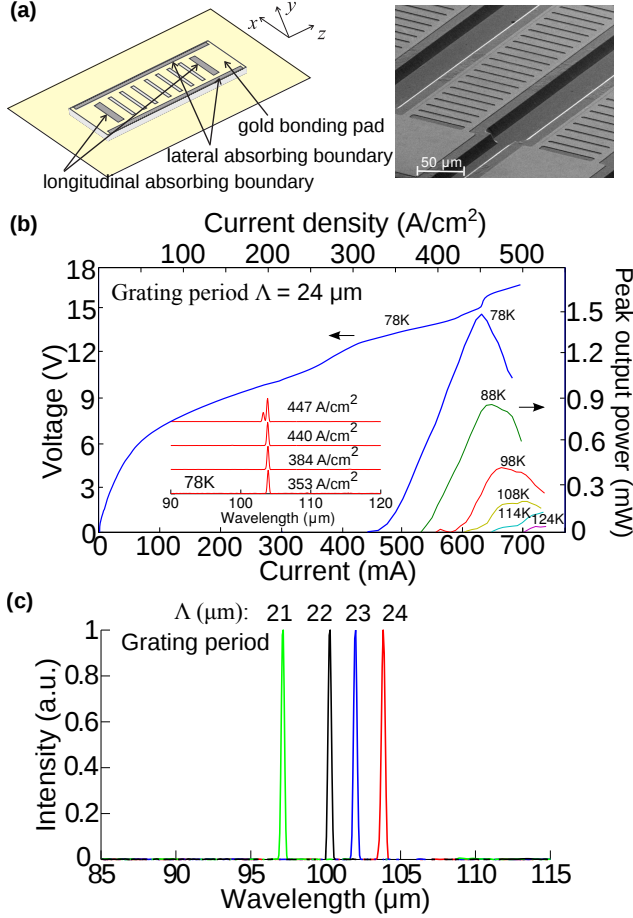 (a)
x
y
z
gold bonding pad
lateral absorbing boundary
longitudinal absorbing boundary
50 μm
(b)
Current density (A/cm²)
100 200 300 400 500
18
15
12
9
6
3
0
Voltage (V)
Grating period Λ = 24 μm
78K
78K
88K
98K
108K
114K
124K
1.5
1.2
0.9
0.6
0.3
0
Peak output power (mW)
447 A/cm²
440 A/cm²
384 A/cm²
78K 353 A/cm²
90 100 110 120
Wavelength (μm)
0 100 200 300 400 500 600 700
Current (mA)
(c)
Λ (μm): 21 22 23 24
Grating period
1
0.8
0.6
0.4
0.2
0
Intensity (a.u.)
85 90 95 100 105 110 115
Wavelength (μm)